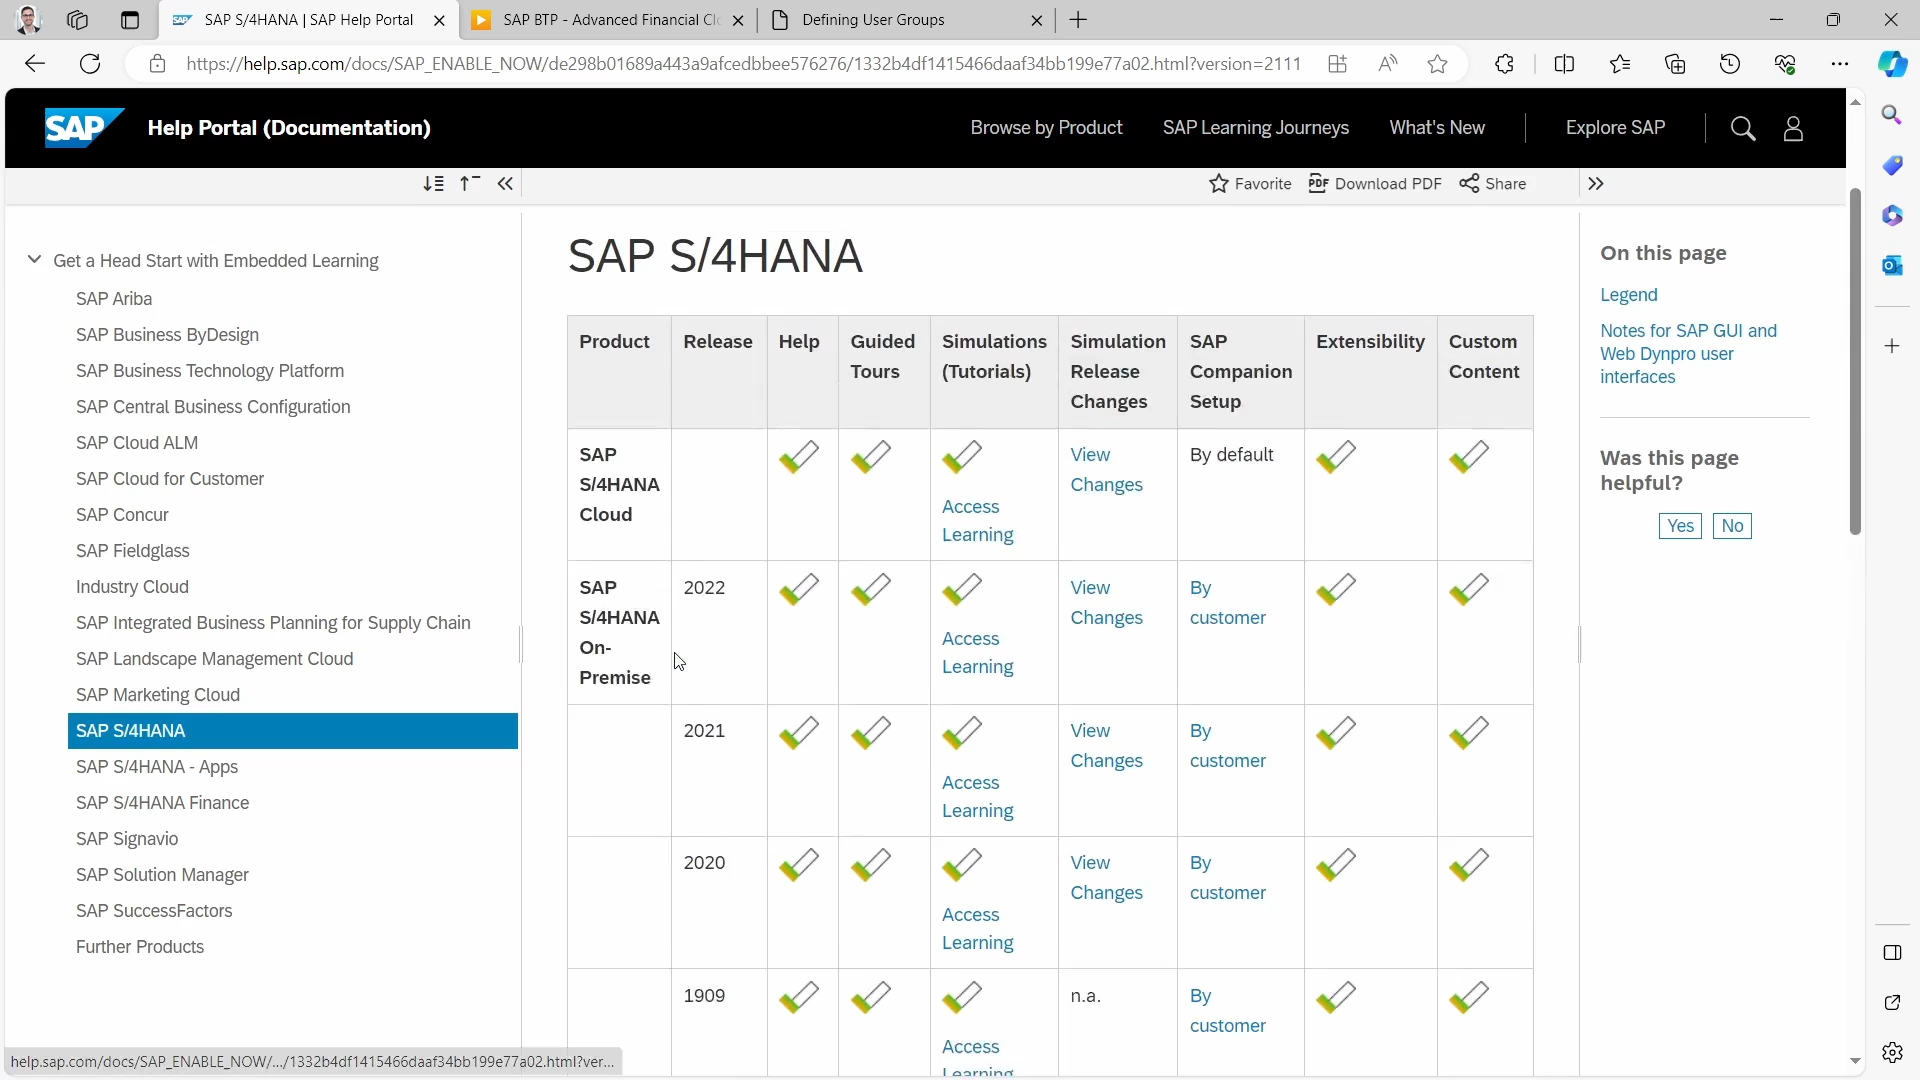 SAP S/4HANA | SAP Help Portal
SAP BTP - Advanced Financial Cl
Defining User Groups
https://help.sap.com/docs/SAP_ENABLE_NOW/de298b01689a443a9afcedbbee576276/1332b4df1415466daaf34bb199e77a02.html?version=2111
SAP Help Portal (Documentation)
Browse by Product
SAP Learning Journeys
What's New
Explore SAP
Favorite
PDF Download PDF
Share
Get a Head Start with Embedded Learning
SAP Ariba
SAP Business ByDesign
SAP Business Technology Platform
SAP Central Business Configuration
SAP Cloud ALM
SAP Cloud for Customer
SAP Concur
SAP Fieldglass
Industry Cloud
SAP Integrated Business Planning for Supply Chain
SAP Landscape Management Cloud
SAP Marketing Cloud
SAP S/4HANA
SAP S/4HANA - Apps
SAP S/4HANA Finance
SAP Signavio
SAP Solution Manager
SAP SuccessFactors
Further Products
SAP S/4HANA
Product
Release
Help
Guided
Tours
Simulations
(Tutorials)
Simulation
Release
Changes
SAP
Companion
Setup
Extensibility
Custom
Content
SAP
S/4HANA
Cloud
Access
Learning
View
Changes
By default
SAP
S/4HANA
On-
Premise
2022
Access
Learning
View
Changes
By
customer
2021
Access
Learning
View
Changes
By
customer
2020
Access
Learning
View
Changes
By
customer
1909
Access
Learning
n.a.
By
customer
On this page
Legend
Notes for SAP GUI and
Web Dynpro user
interfaces
Was this page
helpful?
Yes
No
help.sap.com/docs/SAP_ENABLE_NOW/.../1332b4df1415466daaf34bb199e77a02.html?ver...